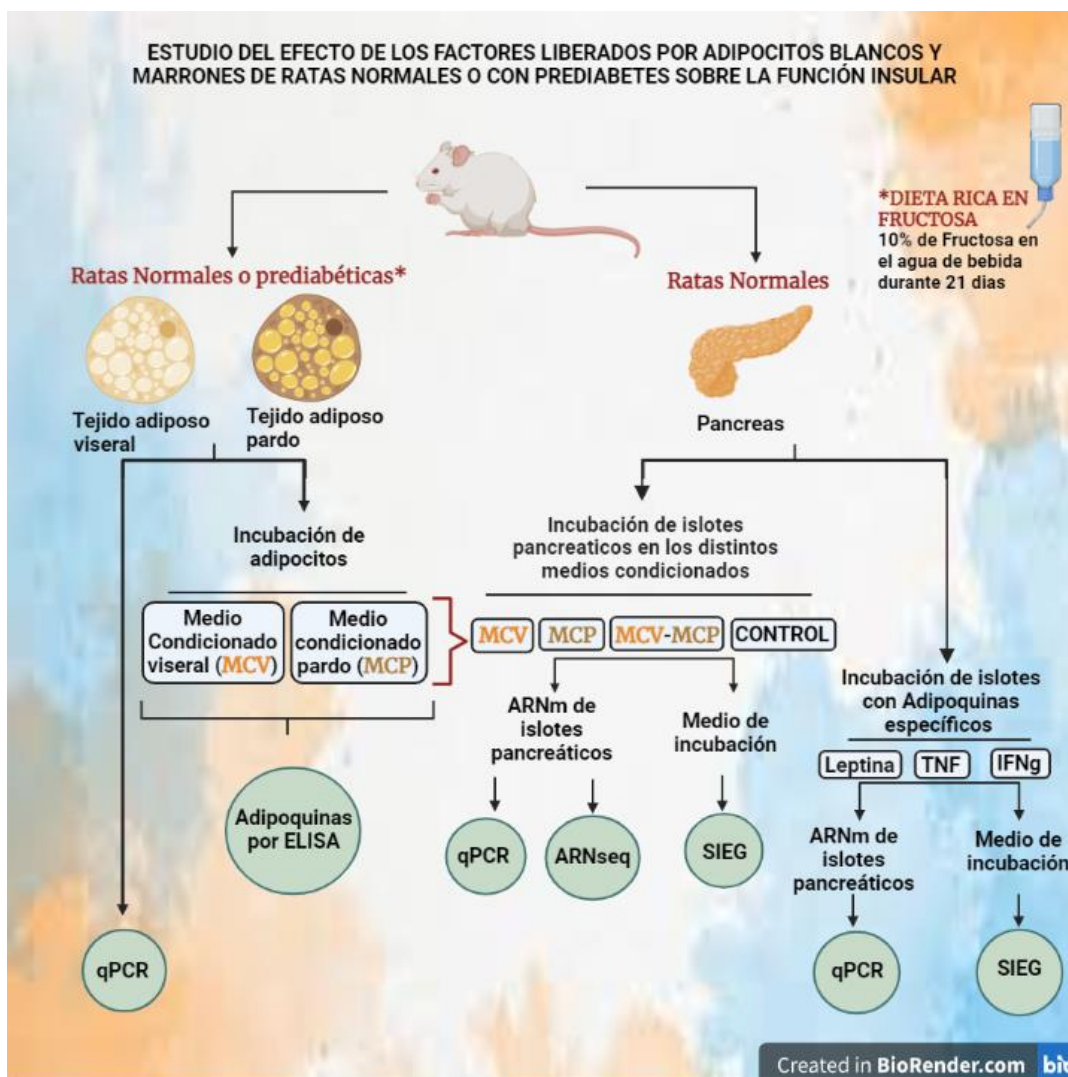 ESTUDIO DEL EFECTO DE LOS FACTORES LIBERADOS POR ADIPOCITOS BLANCOS Y
MARRONES DE RATAS NORMALES O CON PREDIABETES SOBRE LA FUNCIÓN INSULAR
*DIETA RICA EN
FRUCTOSA
10% de Fructosa en
el agua de bebida
durante 21 dias
Ratas Normales o prediabéticas*
Ratas Normales
Tejido adiposo
viseral
Tejido adiposo
pardo
Pancreas
Incubación de
adipocitos
Incubación de islotes
pancreaticos en los distintos
medios condicionados
Medio
Condicionado
viseral (MCV)
Medio
condicionado
pardo (MCP)
MCV
MCP
MCV-MCP
CONTROL
Incubación de islotes
con Adipoquinas
específicos
ARNm de
islotes
pancreáticos
Medio de
incubación
Leptina
TNF
IFNg
Adipoquinas
por ELISA
qPCR
ARNseq
SIEG
ARNm de
islotes
pancreáticos
Medio de
incubación
qPCR
qPCR
SIEG
Created in BioRender.com bio